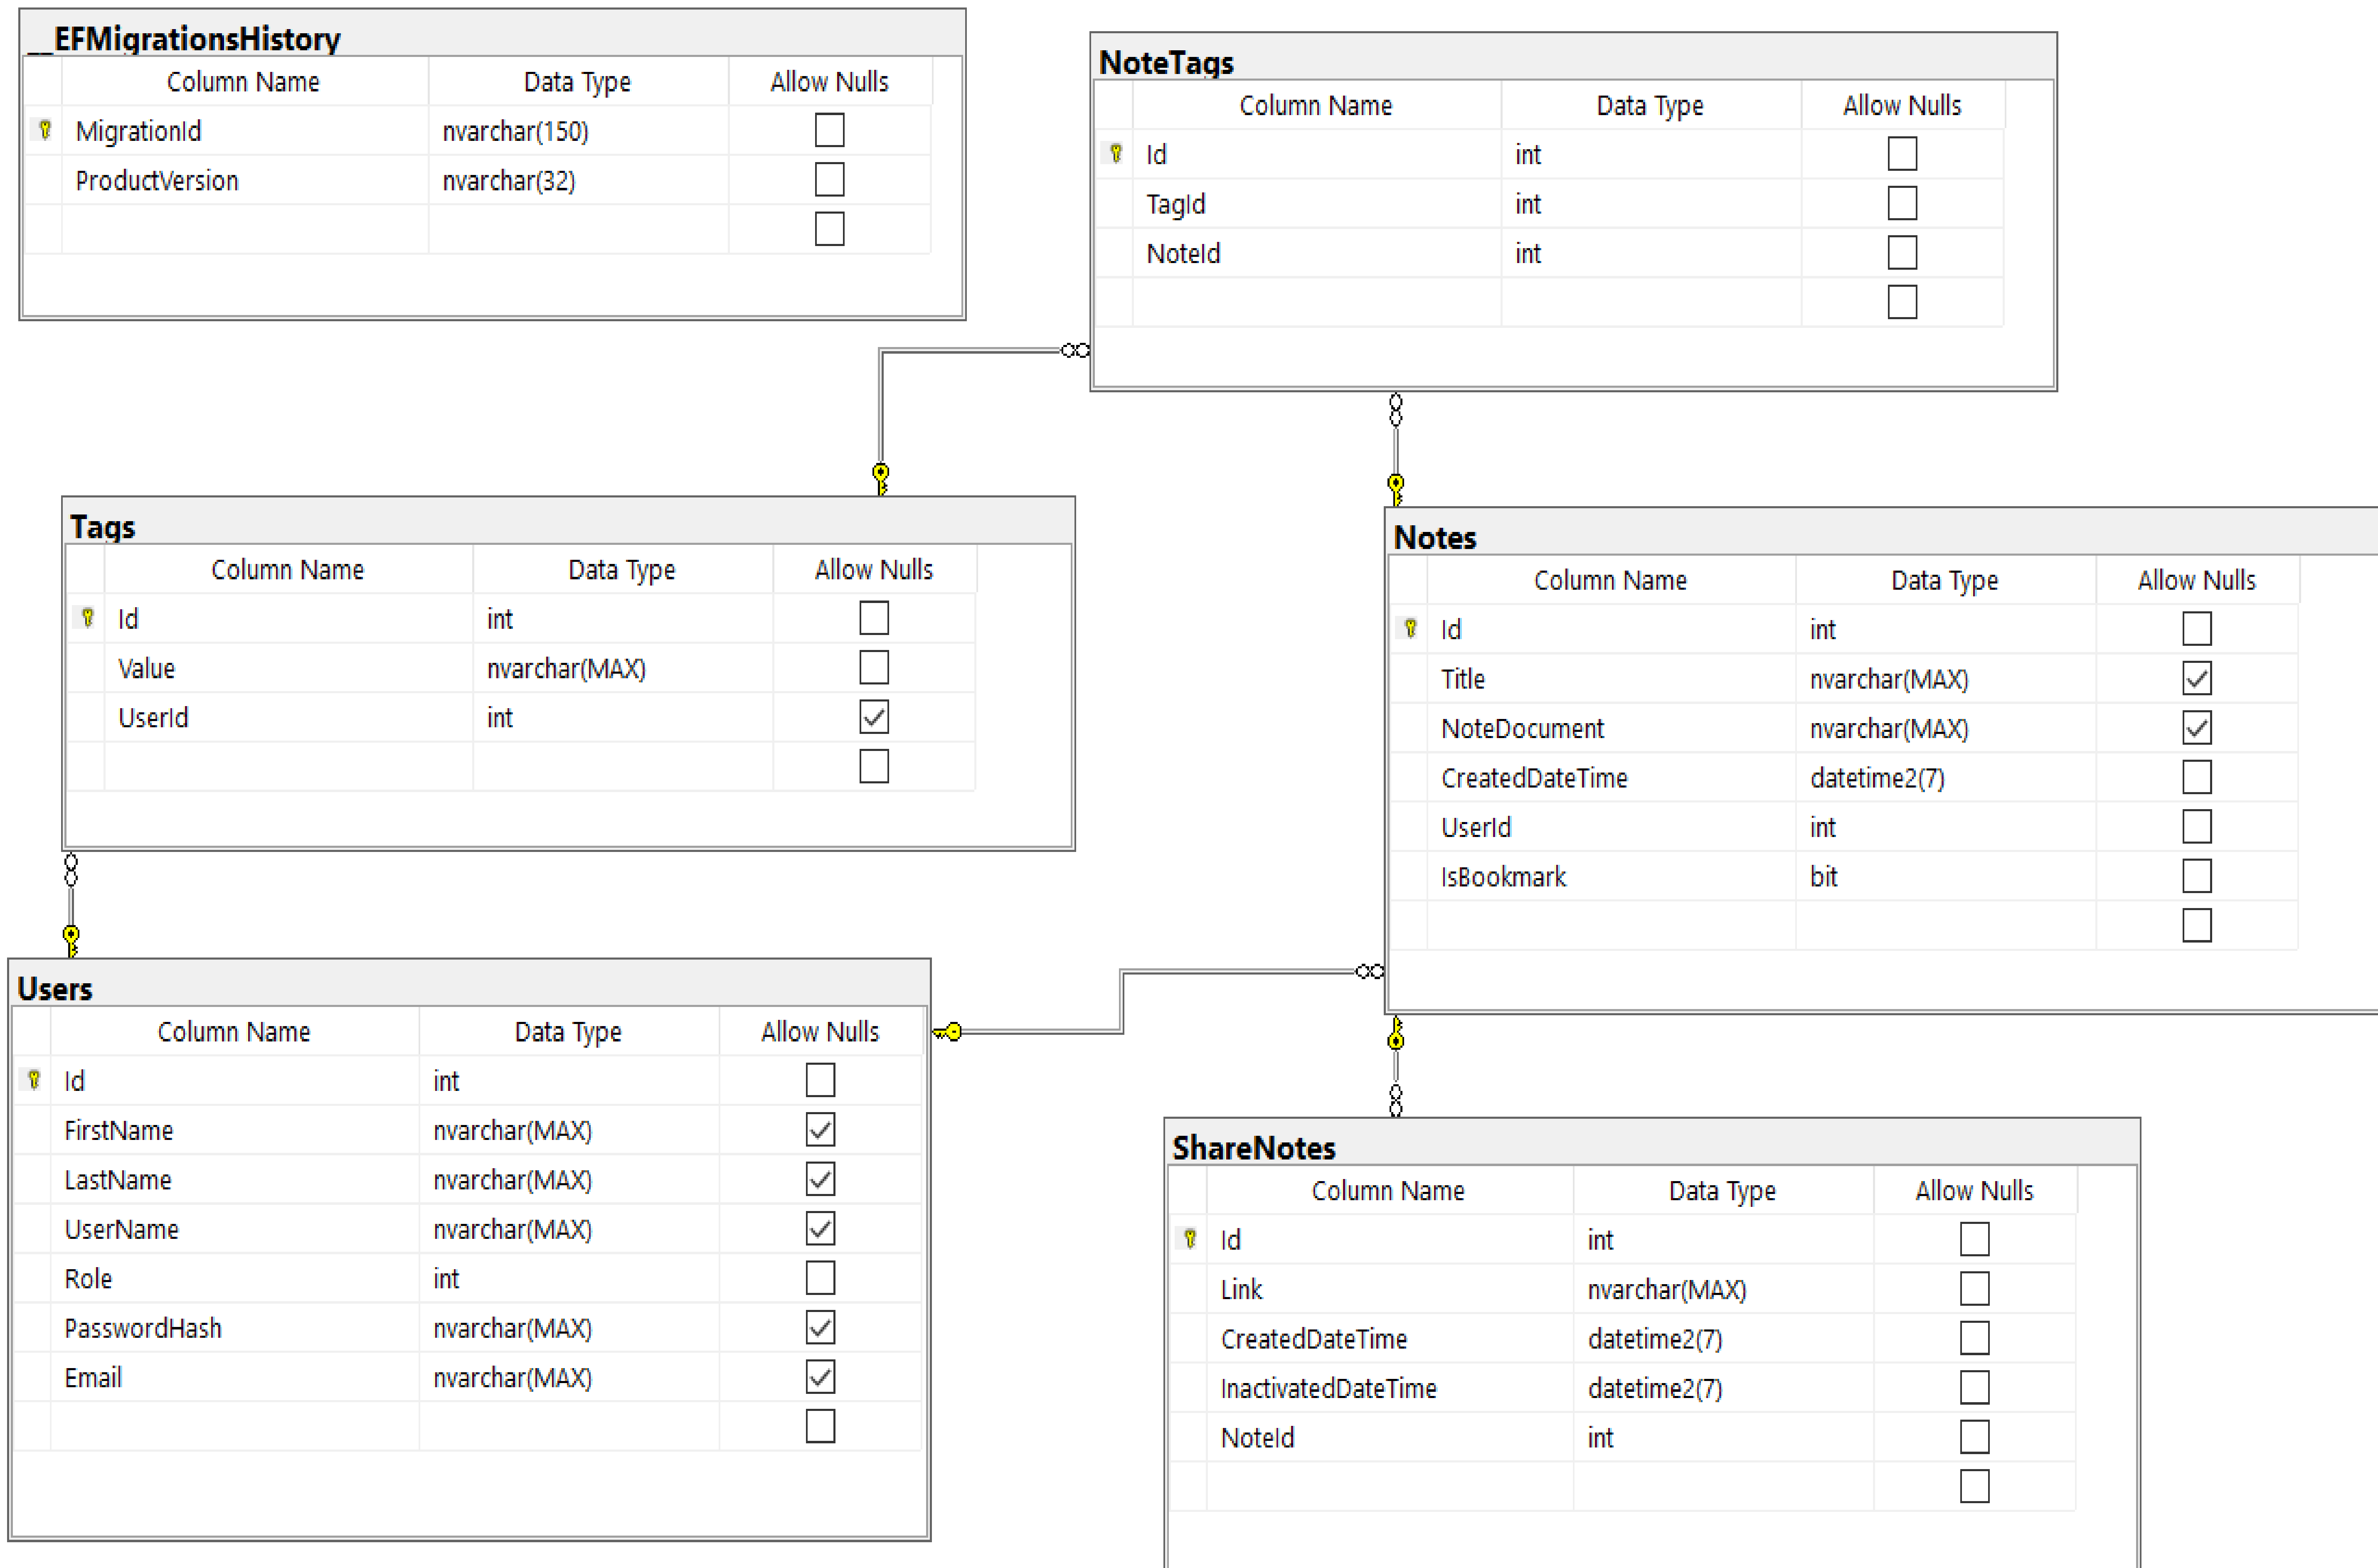 __EFMigrationsHistory
Column Name Data Type Allow Nulls
MigrationId nvarchar(150)
ProductVersion nvarchar(32)
NoteTags
Column Name Data Type Allow Nulls
Id int
TagId int
NoteId int
Tags
Column Name Data Type Allow Nulls
Id int
Value nvarchar(MAX)
UserId int
Notes
Column Name Data Type Allow Nulls
Id int
Title nvarchar(MAX)
NoteDocument nvarchar(MAX)
CreatedDateTime datetime2(7)
UserId int
IsBookmark bit
Users
Column Name Data Type Allow Nulls
Id int
FirstName nvarchar(MAX)
LastName nvarchar(MAX)
UserName nvarchar(MAX)
Role int
PasswordHash nvarchar(MAX)
Email nvarchar(MAX)
ShareNotes
Column Name Data Type Allow Nulls
Id int
Link nvarchar(MAX)
CreatedDateTime datetime2(7)
InactivatedDateTime datetime2(7)
NoteId int